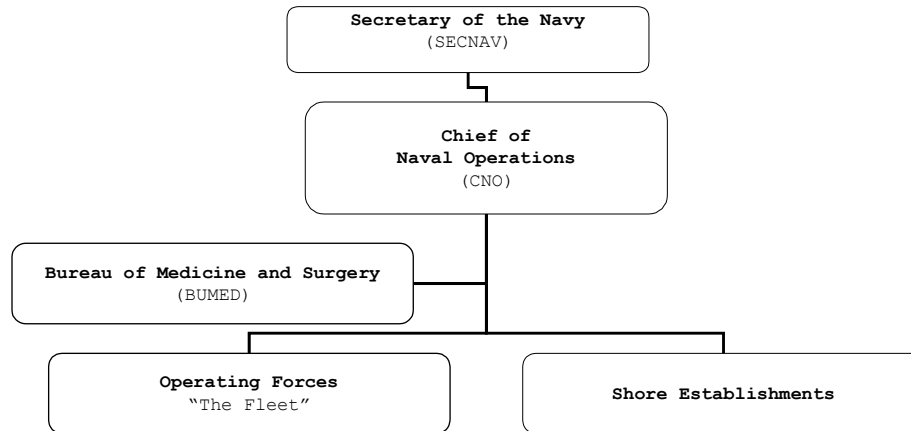 Secretary of the Navy
(SECNAV)
Chief of
Naval Operations
(CNO)
Bureau of Medicine and Surgery
(BUMED)
Operating Forces
“The Fleet”
Shore Establishments